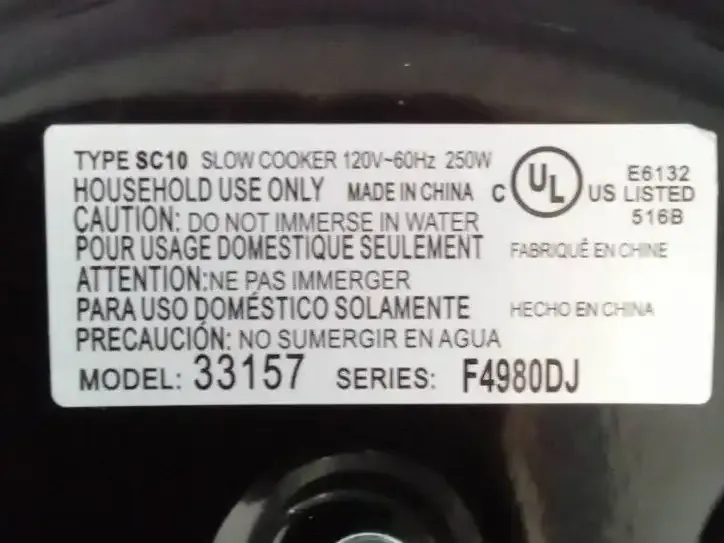 TYPE SC10 SLOW COOKER 120V~60Hz 250W
HOUSEHOLD USE ONLY MADE IN CHINA
CAUTION: DO NOT IMMERSE IN WATER
POUR USAGE DOMESTIQUE SEULEMENT FABRIQUÉ EN CHINE
ATTENTION:NE PAS IMMERGER
PARA USO DOMÉSTICO SOLAMENTE HECHO EN CHINA
PRECAUCIÓN: NO SUMERGIR EN AGUA
MODEL: 33157 SERIES: F4980DJ
C UL US LISTED
E6132
516B